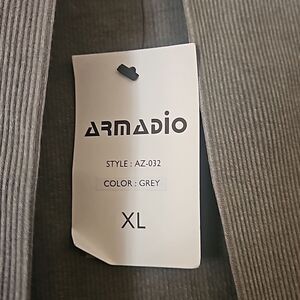 ARMADIO
STYLE : AZ-032
COLOR : GREY
XL